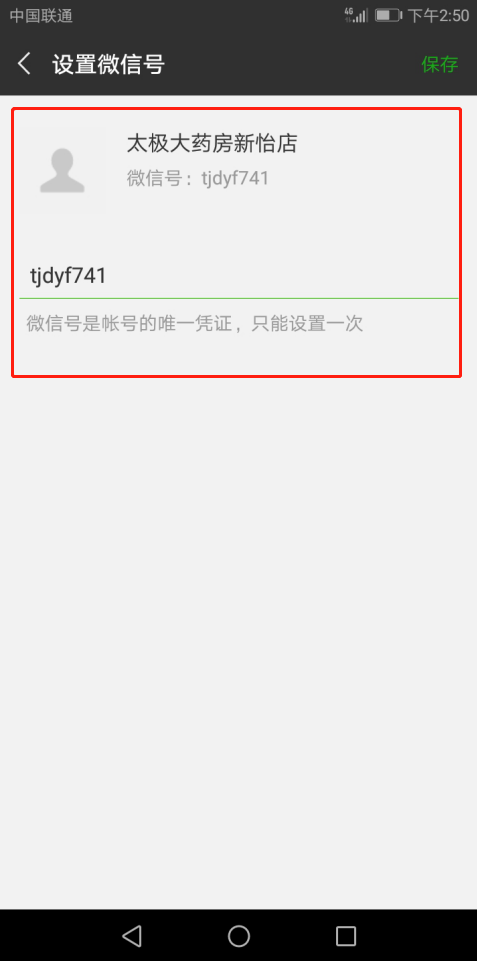 中国联通 4G 下午2:50
设置微信号 保存
太极大药房新怡店
微信号：tjdyf741
tjdyf741
微信号是帐号的唯一凭证，只能设置一次